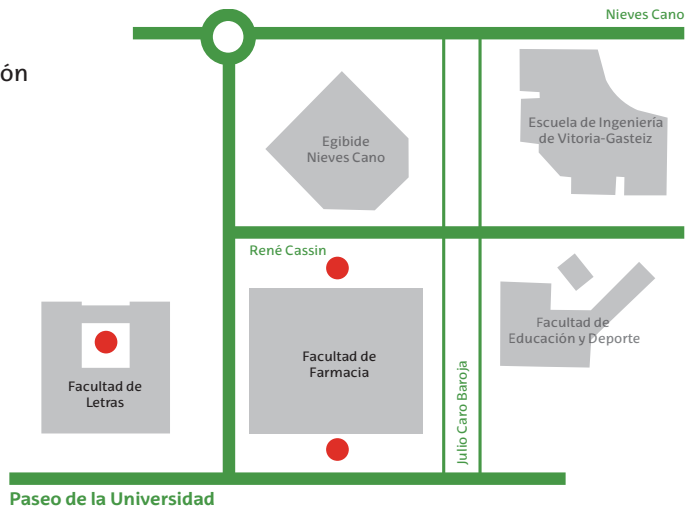 Nieves Cano
ón
Escuela de Ingeniería
de Vitoria-Gasteiz
Egibide
Nieves Cano
René Cassin
Facultad de
Educación y Deporte
Facultad de
Farmacia
Facultad de
Letras
Julio Caro Baroja
Paseo de la Universidad